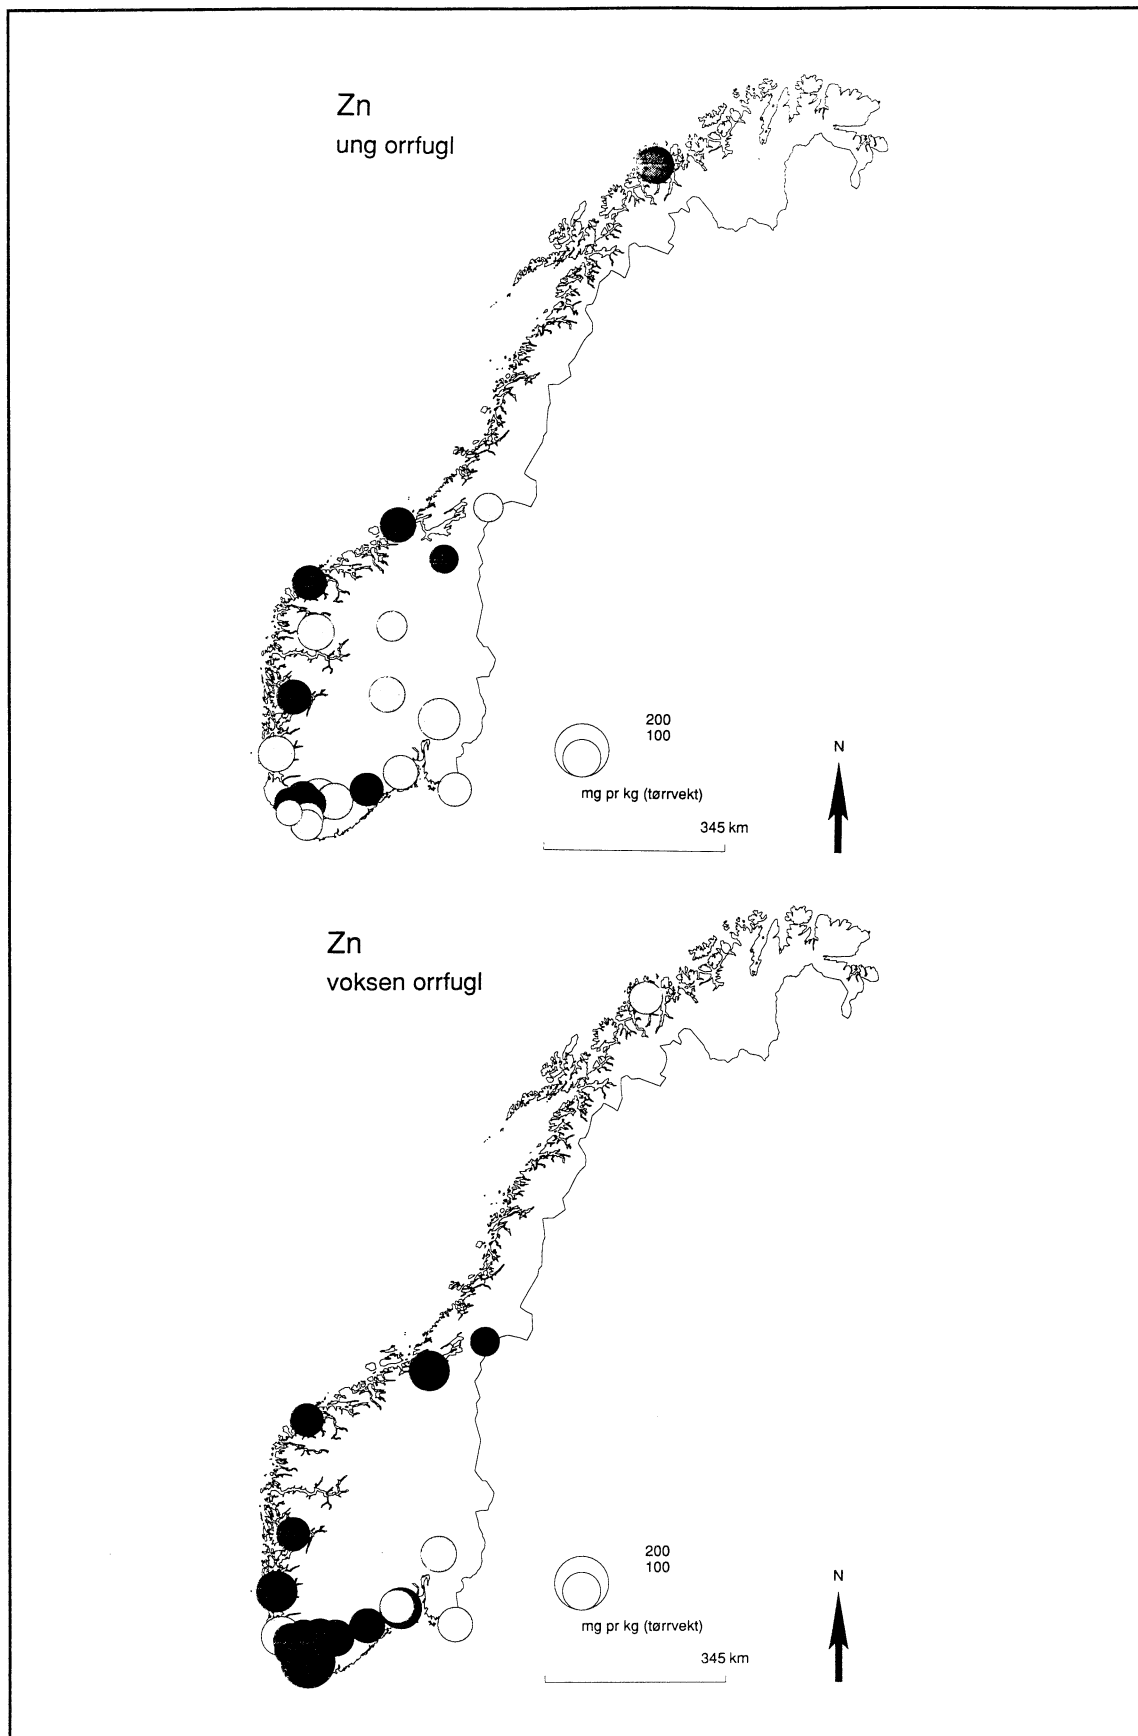 Zn
ung orrfugl
200
100
mg pr kg (tørrvekt)
345 km
N
Zn
voksen orrfugl
200
100
mg pr kg (tørrvekt)
345 km
N